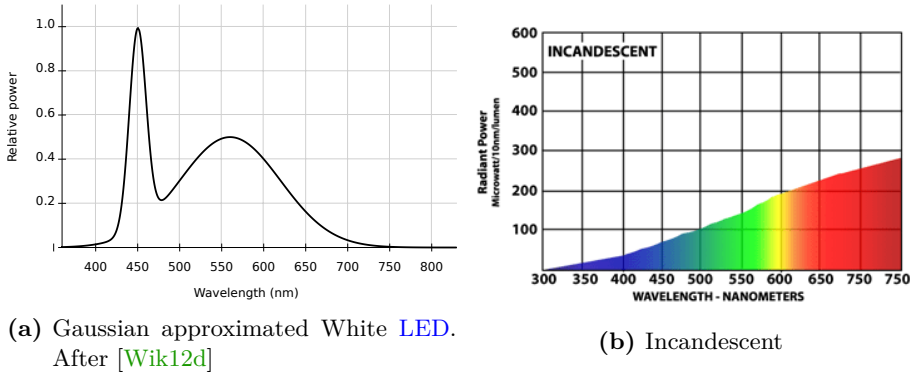 1.0
0.8
0.6
0.4
0.2
Relative power
400 450 500 550 600 650 700 750 800
Wavelength (nm)
(a) Gaussian approximated White LED.
After [Wik12d]
600
500
400
300
200
100
INCANDESCENT
Radiant Power
Microwatt/10nm/lumen
300 350 400 450 500 550 600 650 750 750
WAVELENGTH - NANOMETERS
(b) Incandescent